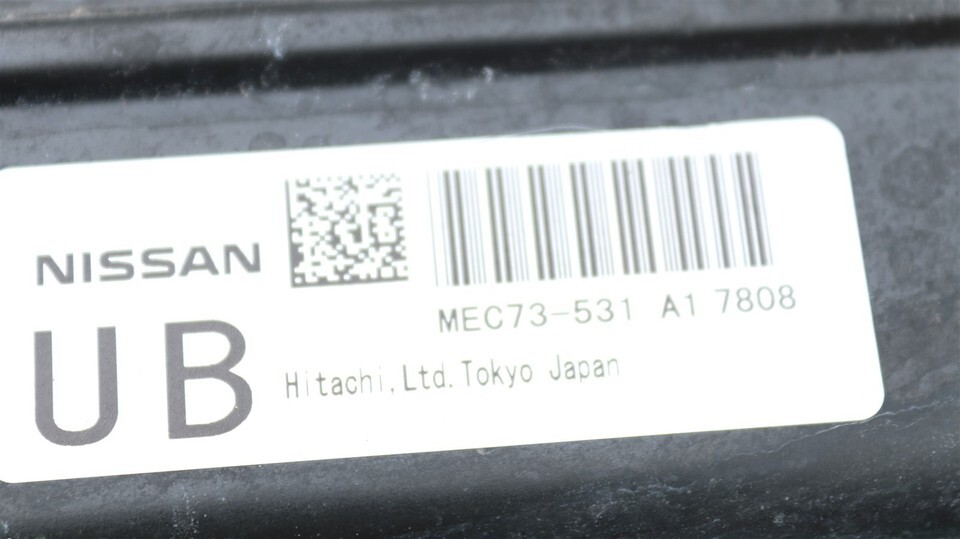 NISSAN
MEC73-531 A1 7808
UB
Hitachi,Ltd.Tokyo Japan